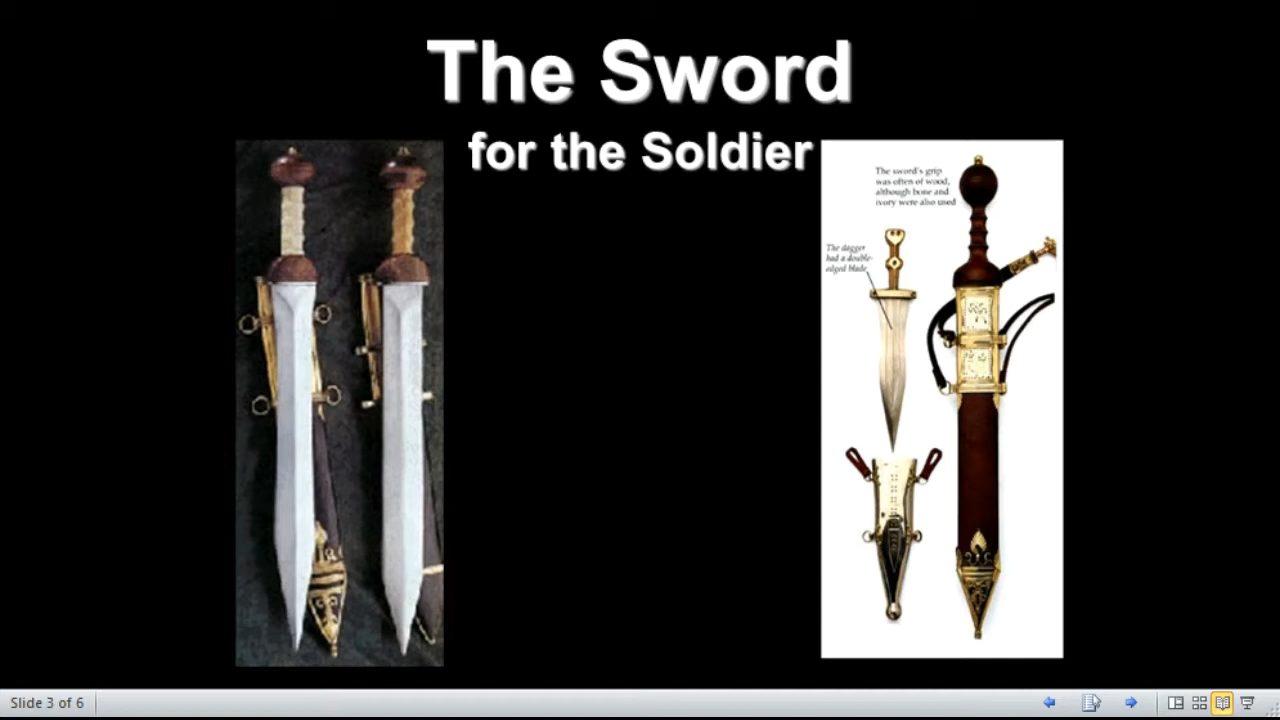 The Sword
for the Soldier
The sword's grip
was often of wood,
although bone and
ivory were also used
The dagger
had a double-
edged blade
Slide 3 of 6